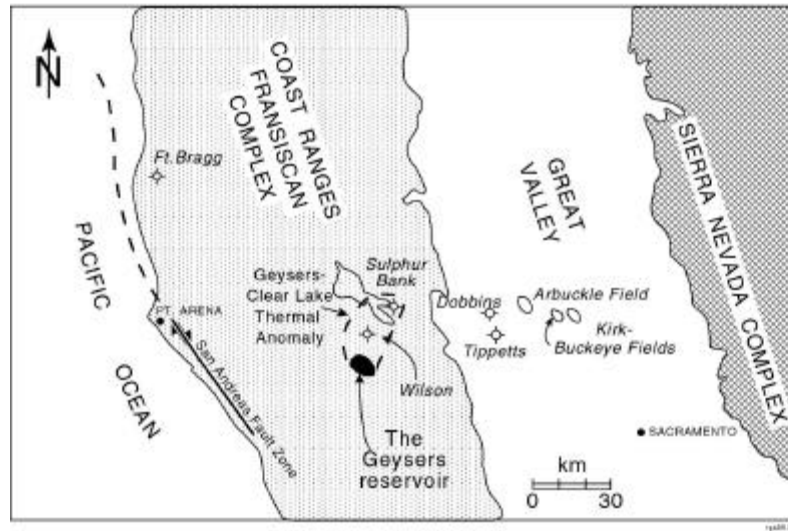 N
COAST RANGES
FRANSISCAN
COMPLEX
Ft. Bragg
PACIFIC
OCEAN
PT. ARENA
San Andreas Fault Zone
Geysers-
Clear Lake
Thermal
Anomaly
Sulphur
Bank
Wilson
The
Geysers
reservoir
GREAT
VALLEY
Dobbins
Tippetts
Arbuckle Field
Kirk-
Buckeye Fields
SIERRA NEVADA COMPLEX
SACRAMENTO
km
0 30